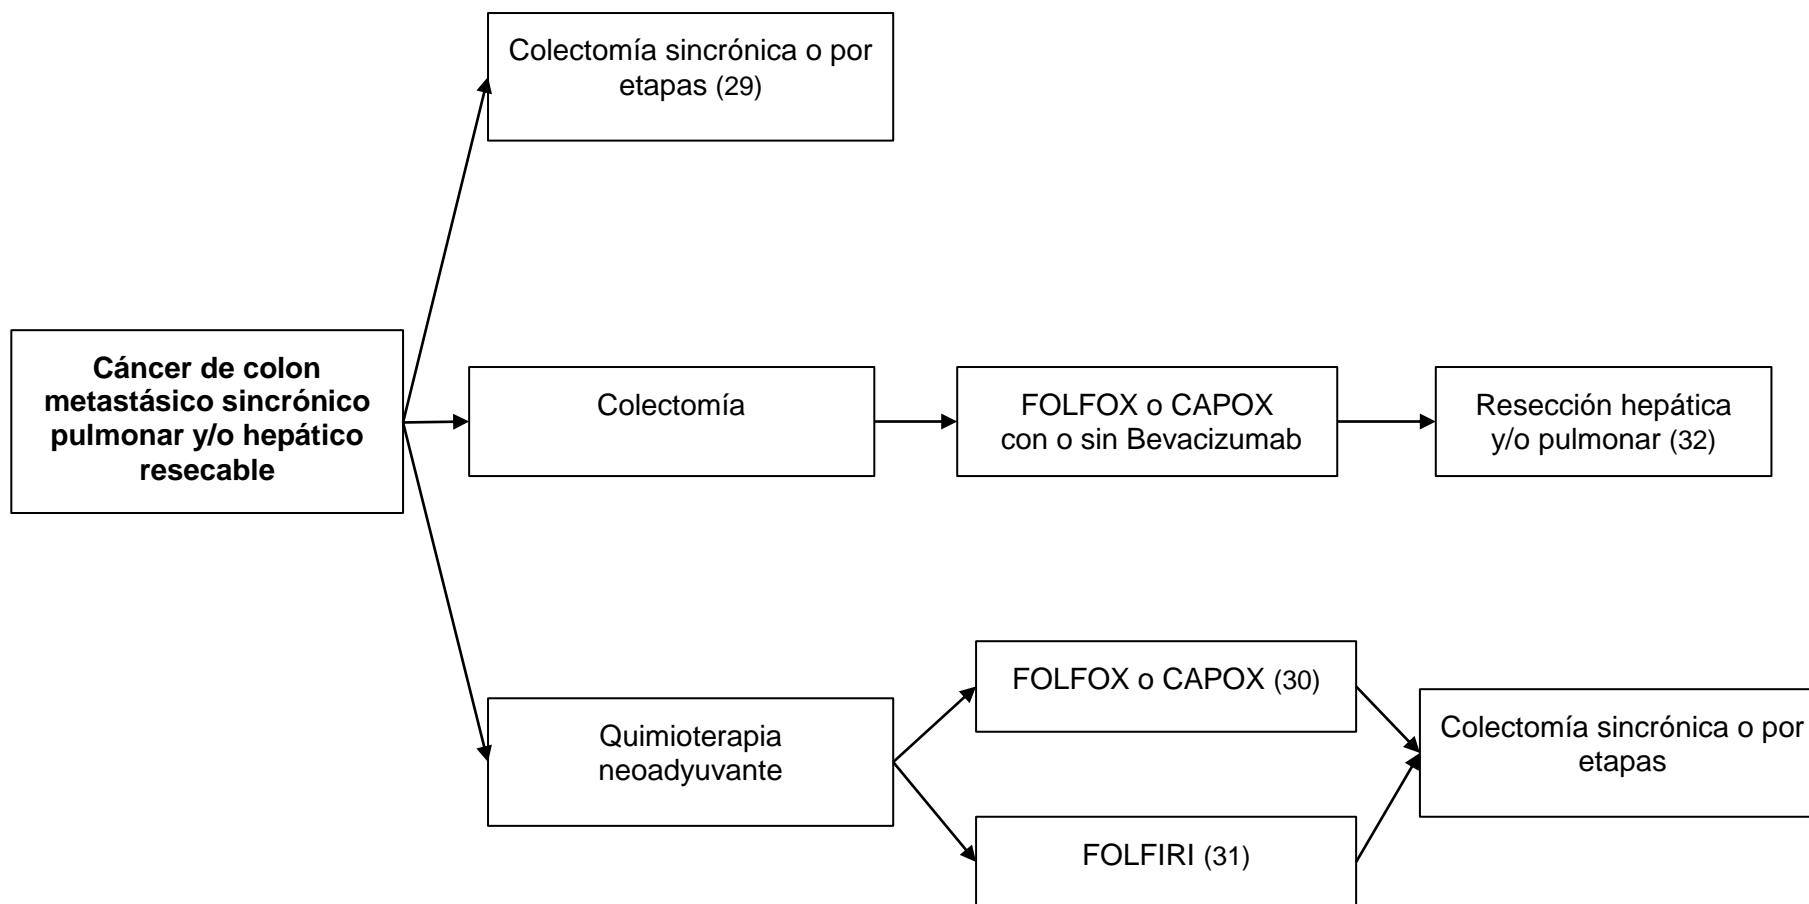 Colectomía sincrónica o por
etapas (29)
Cáncer de colon
metastásico sincrónico
pulmonar y/o hepático
resecable
Colectomía
FOLFOX o CAPOX
con o sin Bevacizumab
Resección hepática
y/o pulmonar (32)
Quimioterapia
neoadyuvante
FOLFOX o CAPOX (30)
FOLFIRI (31)
Colectomía sincrónica o por
etapas